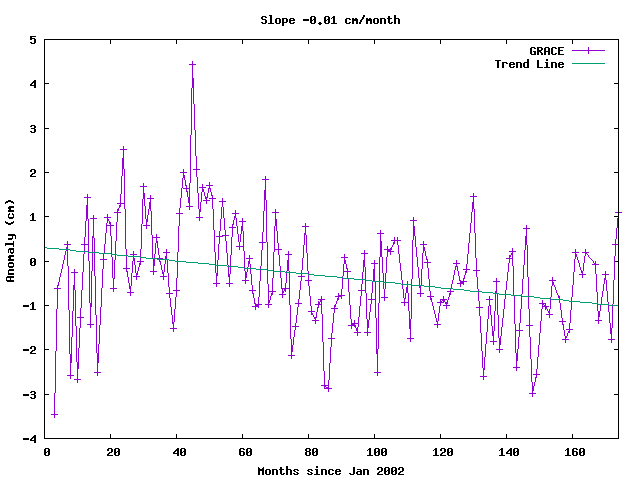 Slope -0.01 cm/month
GRACE
Trend Line
5
4
3
2
1
0
-1
-2
-3
-4
Anomaly (cm)
0 20 40 60 80 100 120 140 160
Months since Jan 2002